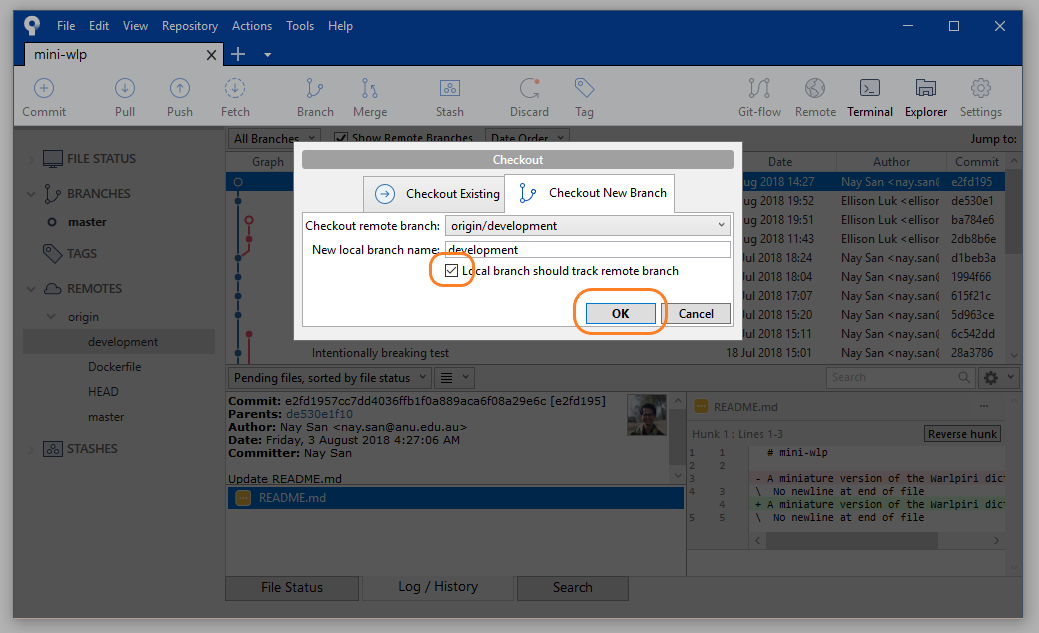 File Edit View Repository Actions Tools Help
mini-wlp
Commit Pull Push Fetch Branch Merge Stash Discard Tag Git-flow Remote Terminal Explorer Settings
All Branches Show Remote Branches Date Order Jump to:
Graph Date Author Commit
FILE STATUS
BRANCHES
master
TAGS
REMOTES
origin
development
Dockerfile
HEAD
master
STASHES
Checkout
Checkout Existing Checkout New Branch
Checkout remote branch: origin/development
New local branch name: development
Local branch should track remote branch
OK Cancel
ug 2018 14:27 Nay San <nay.san@ e2fd195
ug 2018 19:52 Ellison Luk <ellisor de530e1
ug 2018 19:51 Ellison Luk <ellisor ba784e6
ug 2018 11:43 Ellison Luk <ellisor 2db8b6e
Jul 2018 18:24 Nay San <nay.san@ d1beb3a
Jul 2018 18:04 Nay San <nay.san@ 1994f66
Jul 2018 17:07 Nay San <nay.san@ 615f21c
Jul 2018 15:20 Nay San <nay.san@ 5d963ce
Jul 2018 15:11 Nay San <nay.san@ 6c542dd
Intentionally breaking test 18 Jul 2018 15:01 Nay San <nay.san@ 28a3786
Pending files, sorted by file status Search
Commit: e2fd1957cc7dd4036ffb1f0a889aca6f08a29e6c [e2fd195]
Parents: de530e1f10
Author: Nay San <nay.san@anu.edu.au>
Date: Friday, 3 August 2018 4:27:06 AM
Committer: Nay San
Update README.md
README.md
README.md
Hunk 1 : Lines 1-3 Reverse hunk
1 1 # mini-wlp
2 2
3 - A miniature version of the Warlpiri dict
4 3 \ No newline at end of file
4 + A miniature version of the Warlpiri dict
5 5 \ No newline at end of file
File Status Log / History Search